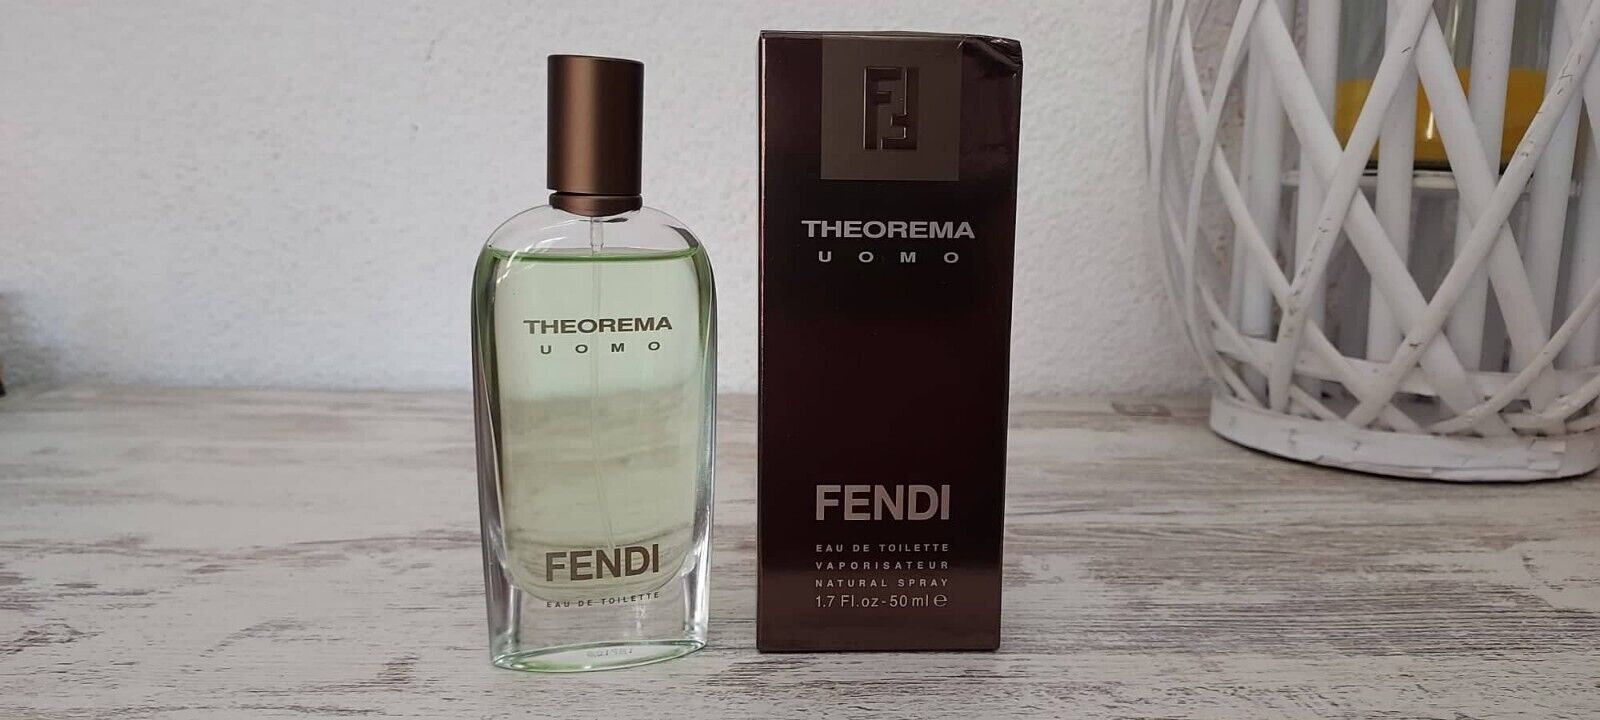 THEOREMA
UOMO
FENDI
EAU DE TOILETTE
THEOREMA
UOMO
FENDI
EAU DE TOILETTE
VAPORISATEUR
NATURAL SPRAY
1.7 Fl.oz-50 ml e